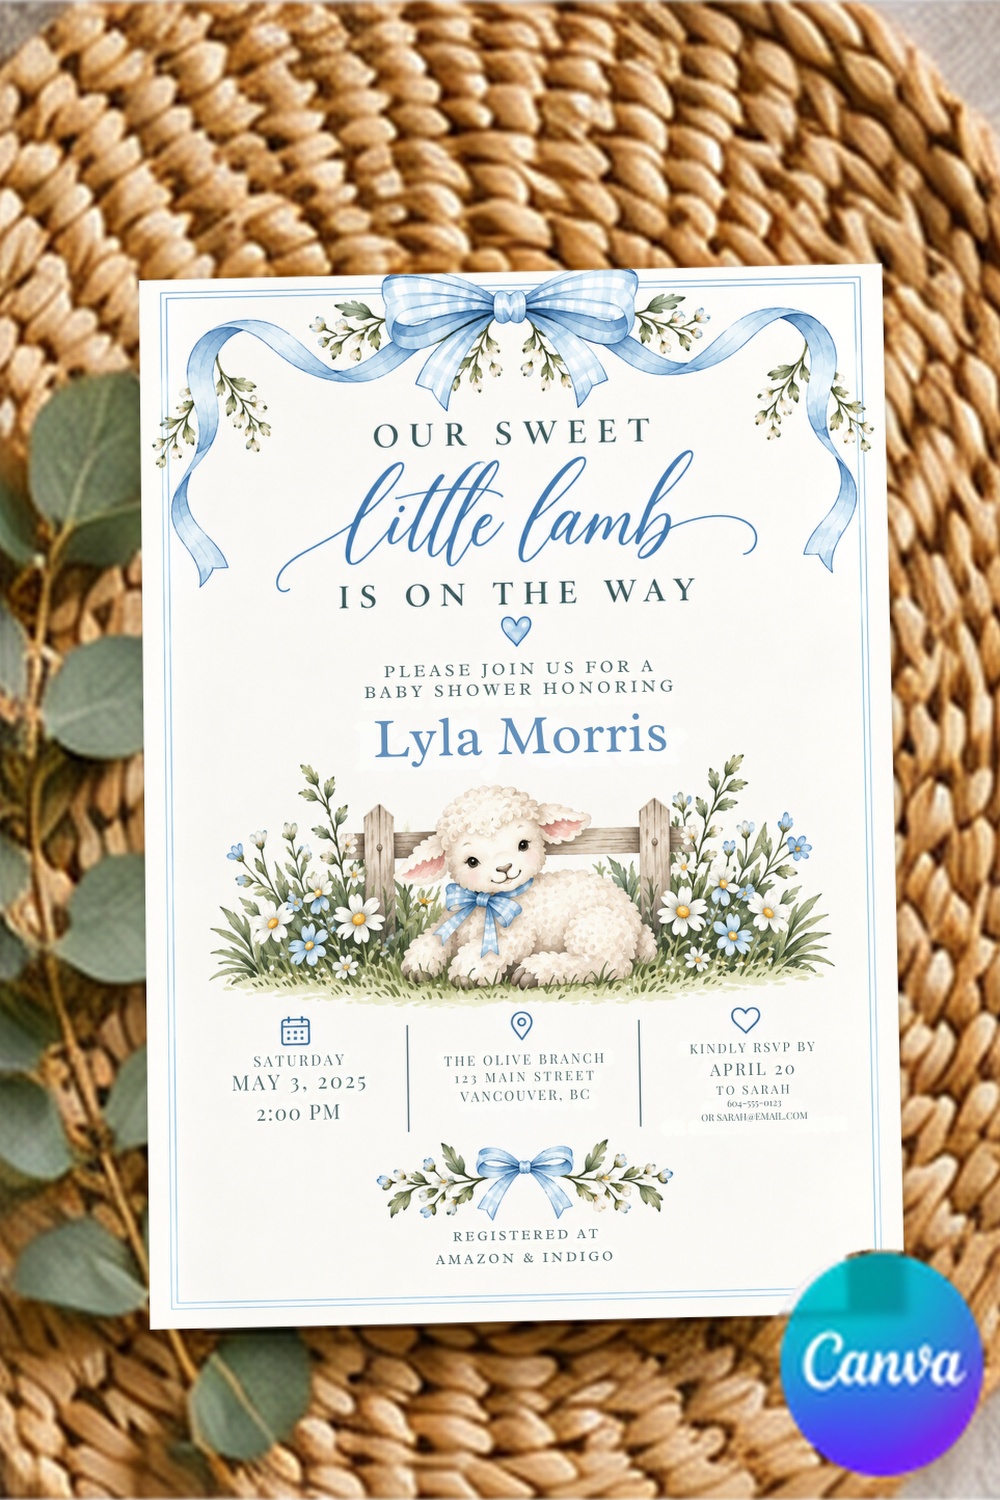 OUR SWEET
little lamb
IS ON THE WAY
PLEASE JOIN US FOR A
BABY SHOWER HONORING
Lyla Morris
SATURDAY
MAY 3, 2025
2:00 PM
THE OLIVE BRANCH
123 MAIN STREET
VANCOUVER, BC
KINDLY RSVP BY
APRIL 20
TO SARAH
604-555-0123
OR SARAH@EMAIL.COM
REGISTERED AT
AMAZON & INDIGO
Canva